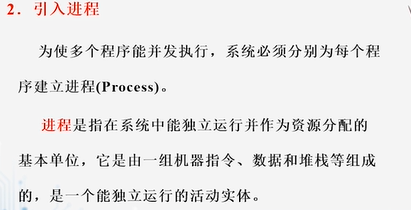 2．引入进程
为使多个程序能并发执行，系统必须分别为每个程
序建立进程(Process)。
进程是指在系统中能独立运行并作为资源分配的
基本单位，它是由一组机器指令、数据和堆栈等组成
的，是一个能独立运行的活动实体。